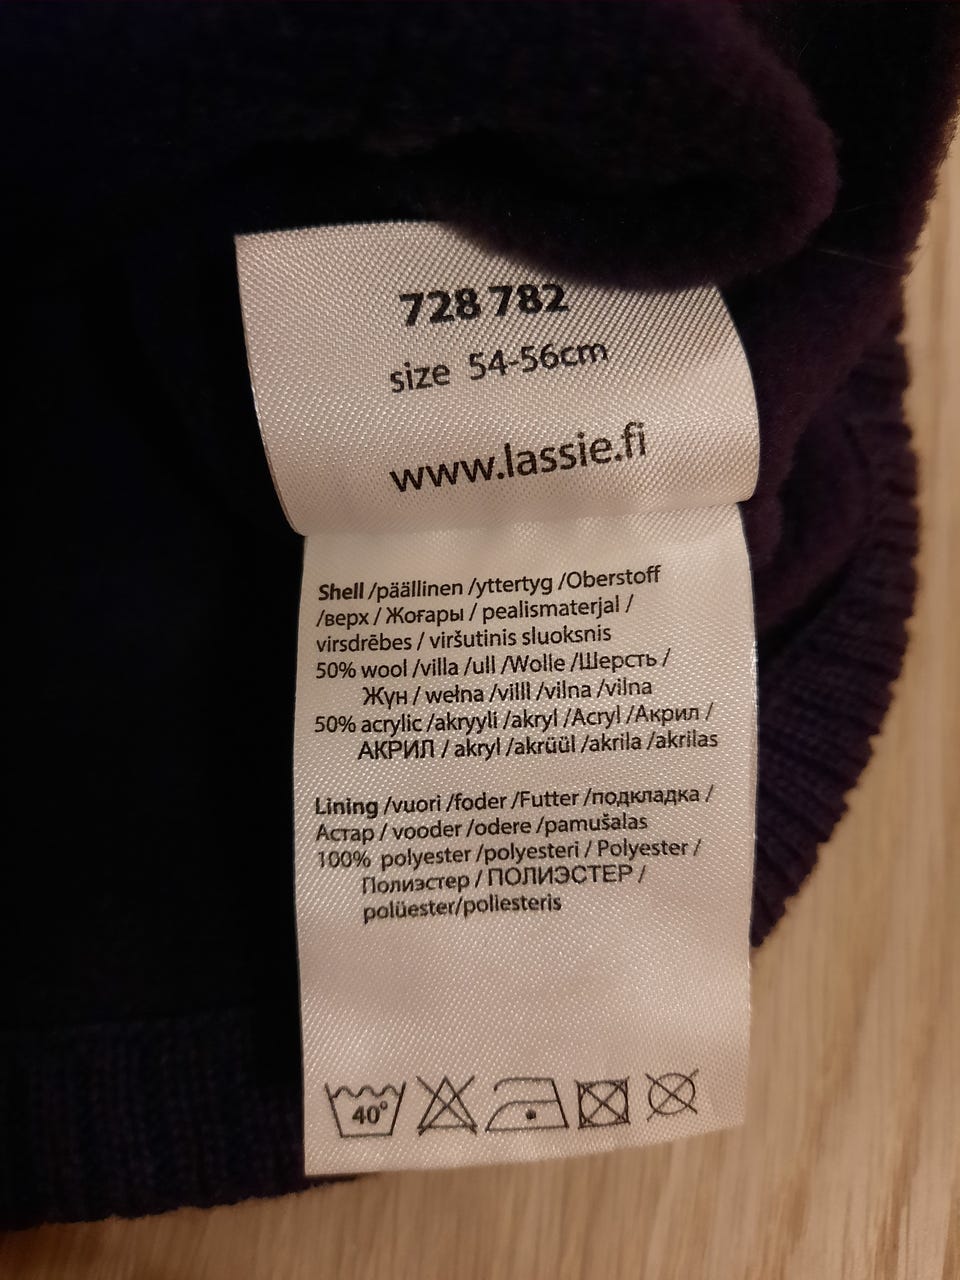 728 782
size 54-56cm
www.lassie.fi
Shell /päällinen /yttertyg /Oberstoff
/верх / Жоғары / pealismaterjal /
virsdrēbes / viršutinis sluoksnis
50% wool /villa /ull /Wolle /Шерсть /
Жүн / wełna /villl /vilna /vilna
50% acrylic /akryyli /akryl /Acryl /Акрил /
АКРИЛ / akryl /akrüül /akrila /akrilas
Lining /vuori /foder /Futter /подкладка /
Астар / vooder /odere /pamušalas
100% polyester /polyesteri / Polyester /
Полиэстер / ПОЛИЭСТЕР /
polüester/poliesteris
40°